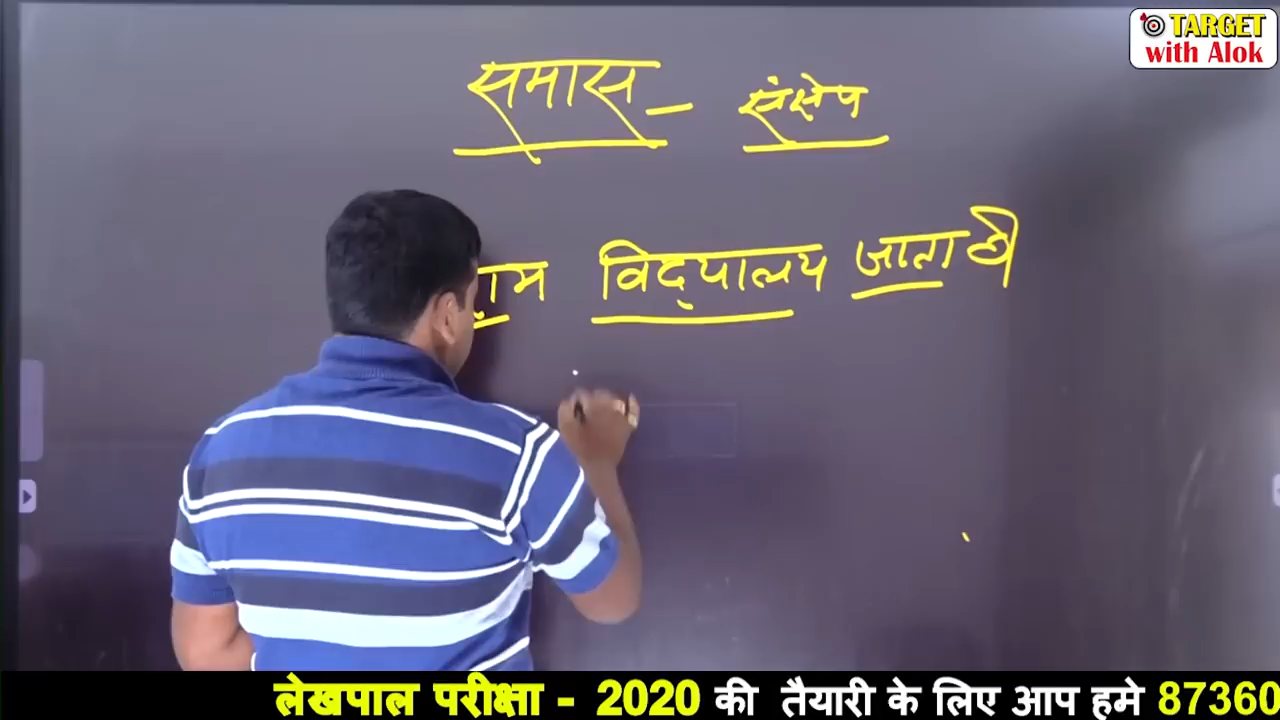 TARGET
with Alok
समास - संक्षेप
राम विद्यालय जाता है
लेखपाल परीक्षा - 2020 की तैयारी के लिए आप हमे 87360